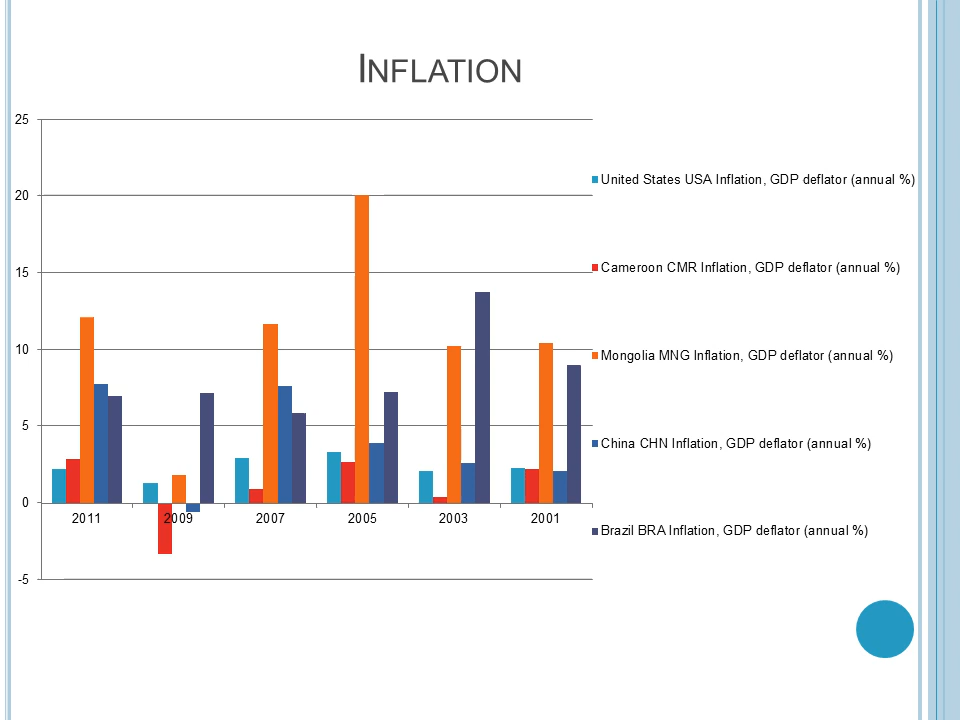 INFLATION
25
20
15
10
5
0
-5
2011 2009 2007 2005 2003 2001
United States USA Inflation, GDP deflator (annual %)
Cameroon CMR Inflation, GDP deflator (annual %)
Mongolia MNG Inflation, GDP deflator (annual %)
China CHN Inflation, GDP deflator (annual %)
Brazil BRA Inflation, GDP deflator (annual %)